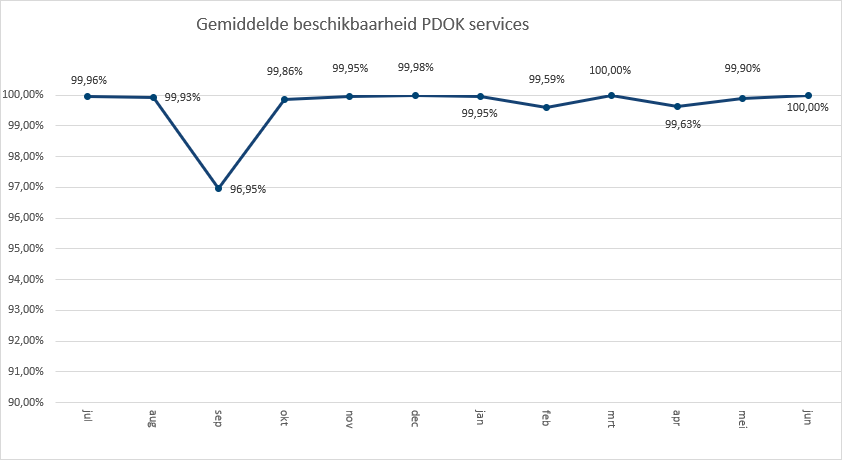 Gemiddelde beschikbaarheid PDOK services
99,96%
99,93%
96,95%
99,86%
99,95%
99,98%
99,95%
99,59%
100,00%
99,63%
99,90%
100,00%
100,00%
99,00%
98,00%
97,00%
96,00%
95,00%
94,00%
93,00%
92,00%
91,00%
90,00%
jul
aug
sep
okt
nov
dec
jan
feb
mrt
apr
mei
jun